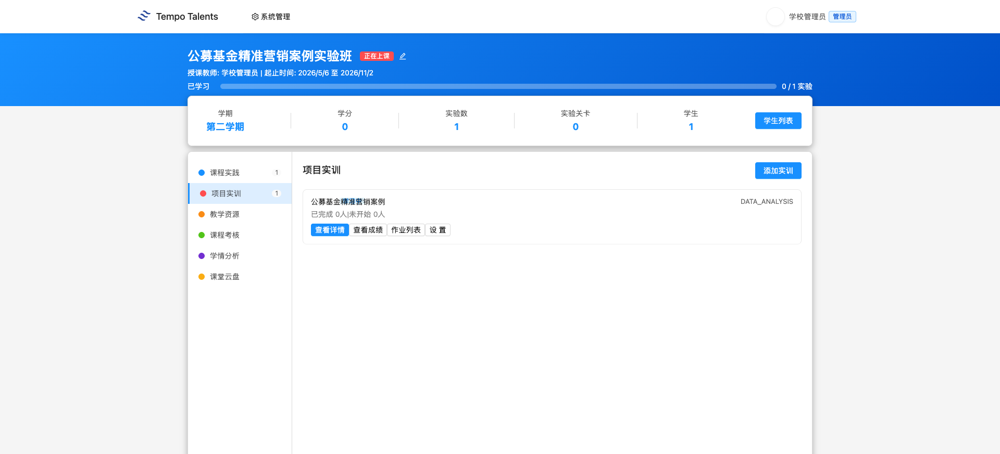 Tempo Talents
系统管理
学校管理员 管理员
公募基金精准营销案例实验班 正在上课
授课教师: 学校管理员 | 起止时间: 2026/5/6 至 2026/11/2
已学习 0 / 1 实验
学期 学分 实验数 实验关卡 学生
第二学期 0 1 0 1
学生列表
课程实践 1
项目实训 1
教学资源
课程考核
学情分析
课堂云盘
项目实训 添加实训
公募基金精准营销案例 DATA_ANALYSIS
已完成 0人|未开始 0人
查看详情 查看成绩 作业列表 设 置